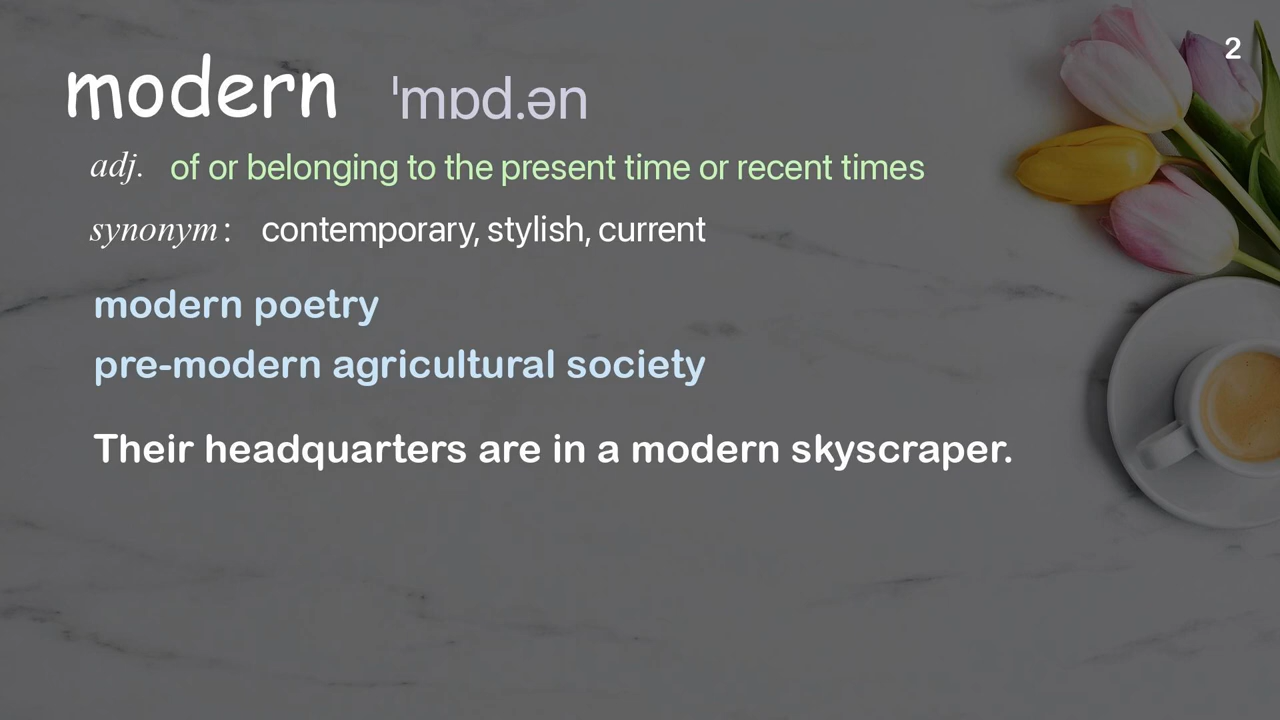 2
modern ˈmɒd.ən
adj. of or belonging to the present time or recent times
synonym: contemporary, stylish, current
modern poetry
pre-modern agricultural society
Their headquarters are in a modern skyscraper.